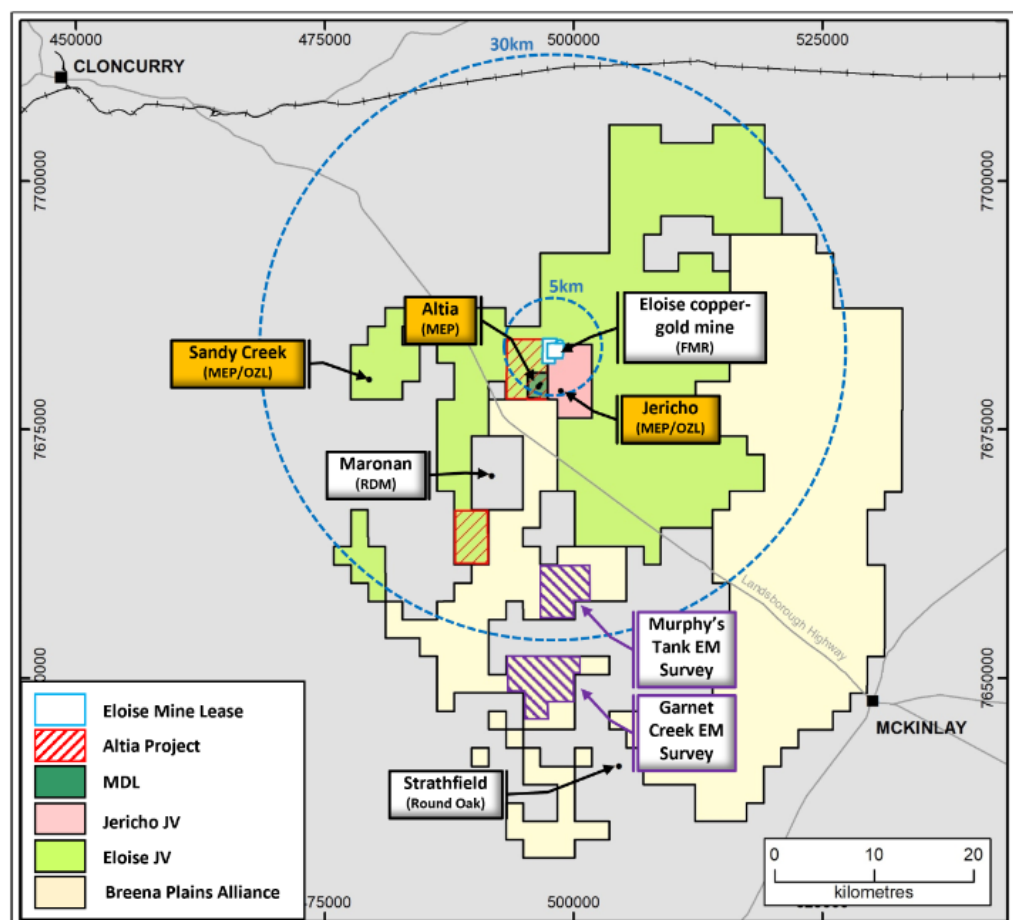 450000
475000
500000
525000
30km
CLONCURRY
7700000
7700000
5km
Altia
(MEP)
Eloise copper-
gold mine
(FMR)
Sandy Creek
(MEP/OZL)
Jericho
(MEP/OZL)
7675000
7675000
Maronan
(RDM)
Landsborough Highway
Murphy's
Tank EM
Survey
7650000
Garnet
Creek EM
Survey
MCKINLAY
Strathfield
(Round Oak)
Eloise Mine Lease
Altia Project
MDL
Jericho JV
Eloise JV
Breena Plains Alliance
0
10
20
kilometres
500000